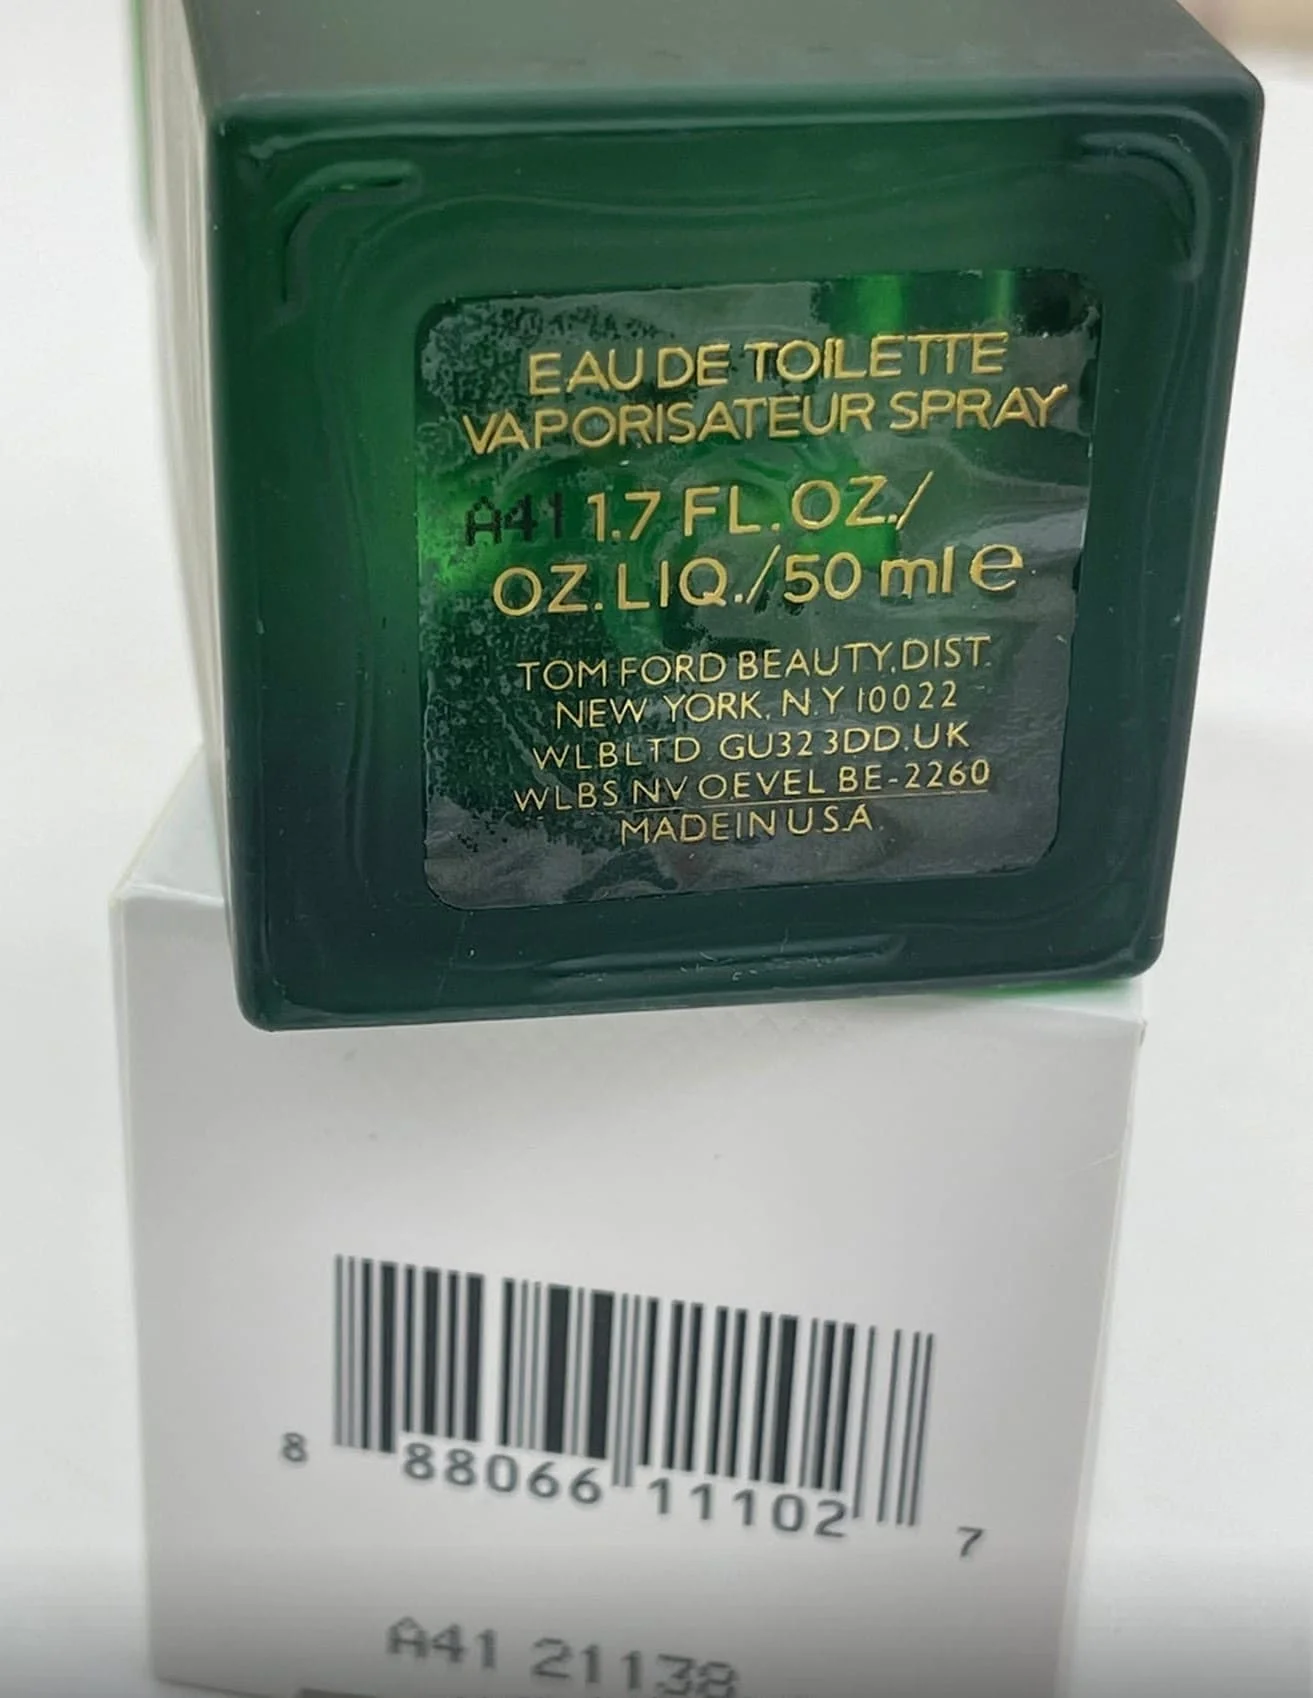 EAU DE TOILETTE
VAPORISATEUR SPRAY
A41 1.7 FL.OZ./
OZ.LIQ./50 ml e
TOM FORD BEAUTY, DIST.
NEW YORK, N.Y 10022
WLBLTD GU32 3DD.UK
WLBS NV OEVEL BE-2260
MADE IN U.S.A
8 88066 11102 7
A41 21138